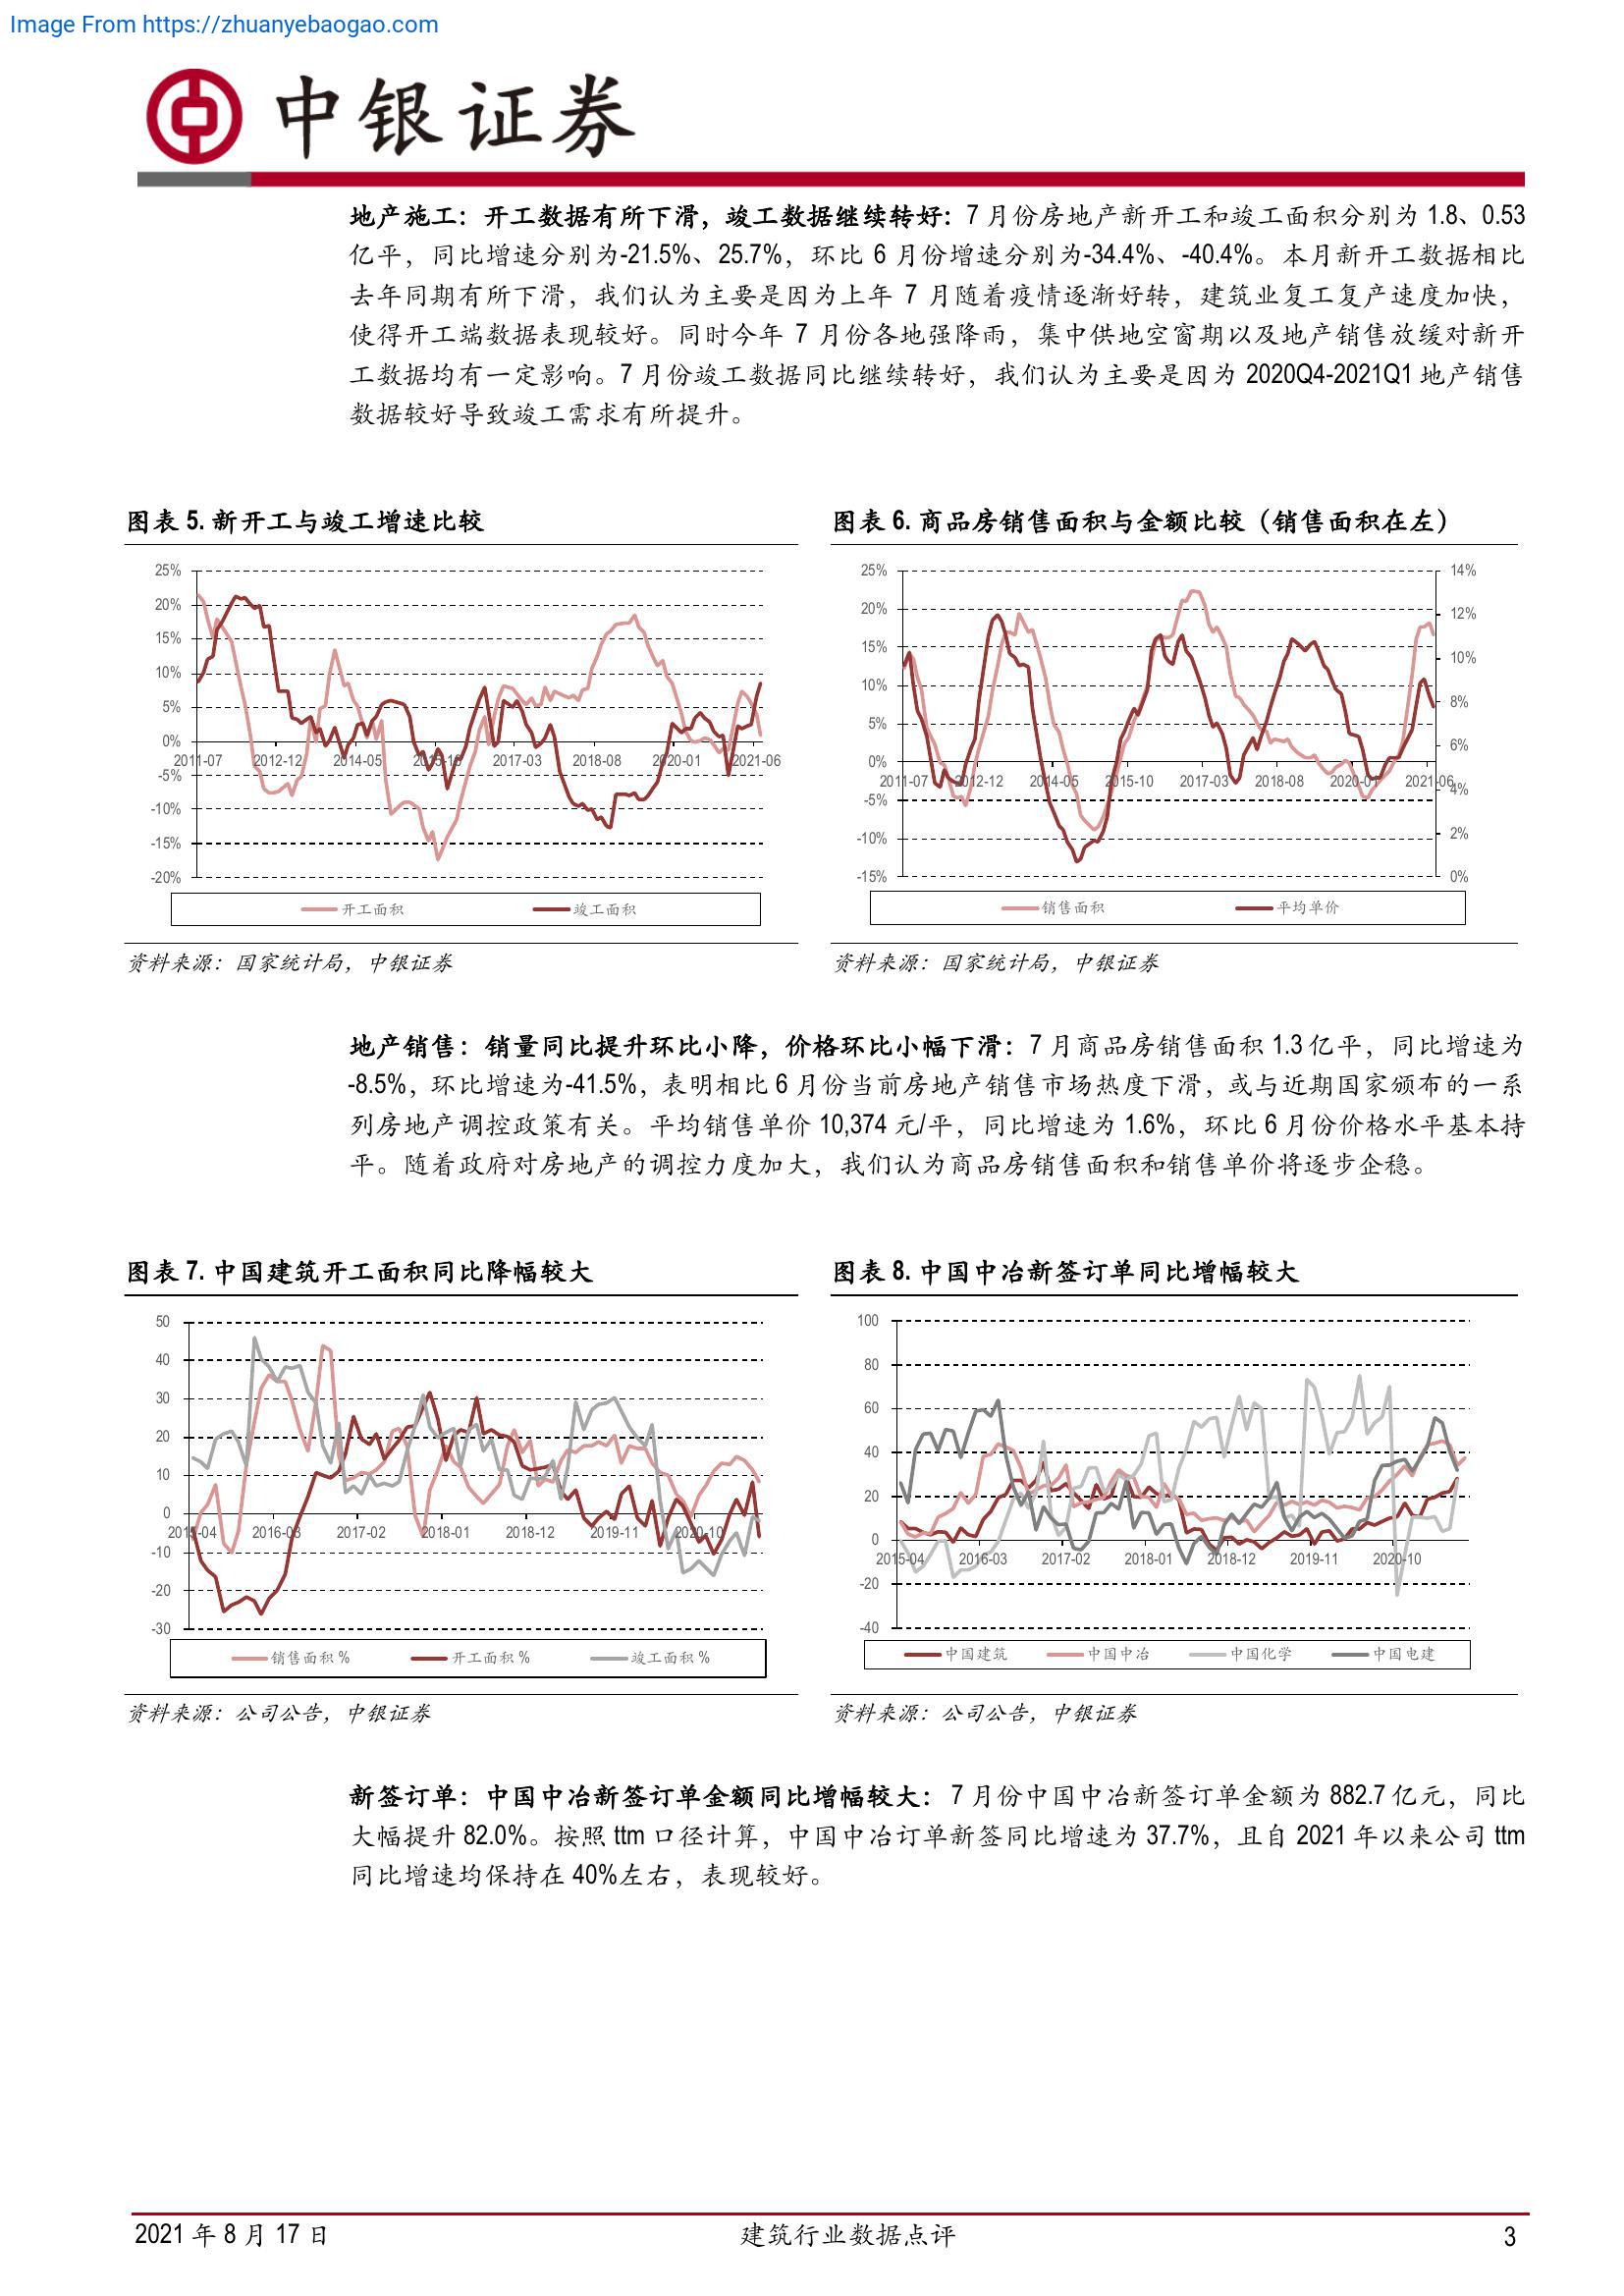 Image From https://zhuanyebaogao.com
中银证券
地产施工：开工数据有所下滑，竣工数据继续转好：7 月份房地产新开工和竣工面积分别为 1.8、0.53
亿平，同比增速分别为-21.5%、25.7%，环比 6 月份增速分别为-34.4%、-40.4%。本月新开工数据相比
去年同期有所下滑，我们认为主要是因为上年 7 月随着疫情逐渐好转，建筑业复工复产速度加快，
使得开工端数据表现较好。同时今年 7 月份各地强降雨，集中供地空窗期以及地产销售放缓对新开
工数据均有一定影响。7 月份竣工数据同比继续转好，我们认为主要是因为 2020Q4-2021Q1 地产销售
数据较好导致竣工需求有所提升。
图表 5. 新开工与竣工增速比较
25%
20%
15%
10%
5%
0%
-5%
-10%
-15%
-20%
2011-07 2012-12 2014-05 2015-10 2017-03 2018-08 2020-01 2021-06
开工面积 竣工面积
资料来源：国家统计局，中银证券
图表 6. 商品房销售面积与金额比较（销售面积在左）
25%
20%
15%
10%
5%
0%
-5%
-10%
-15%
14%
12%
10%
8%
6%
4%
2%
0%
2011-07 2012-12 2014-05 2015-10 2017-03 2018-08 2020-01 2021-06
销售面积 平均单价
资料来源：国家统计局，中银证券
地产销售：销量同比提升环比小降，价格环比小幅下滑：7 月商品房销售面积 1.3 亿平，同比增速为
-8.5%，环比增速为-41.5%，表明相比 6 月份当前房地产销售市场热度下滑，或与近期国家颁布的一系
列房地产调控政策有关。平均销售单价 10,374 元/平，同比增速为 1.6%，环比 6 月份价格水平基本持
平。随着政府对房地产的调控力度加大，我们认为商品房销售面积和销售单价将逐步企稳。
图表 7. 中国建筑开工面积同比降幅较大
50
40
30
20
10
0
-10
-20
-30
2015-04 2016-03 2017-02 2018-01 2018-12 2019-11 2020-10
销售面积 % 开工面积 % 竣工面积 %
资料来源：公司公告，中银证券
图表 8. 中国中冶新签订单同比增幅较大
100
80
60
40
20
0
-20
-40
2015-04 2016-03 2017-02 2018-01 2018-12 2019-11 2020-10
中国建筑 中国中冶 中国化学 中国电建
资料来源：公司公告，中银证券
新签订单：中国中冶新签订单金额同比增幅较大：7 月份中国中冶新签订单金额为 882.7 亿元，同比
大幅提升 82.0%。按照 ttm 口径计算，中国中冶订单新签同比增速为 37.7%，且自 2021 年以来公司 ttm
同比增速均保持在 40%左右，表现较好。
2021 年 8 月 17 日 建筑行业数据点评 3